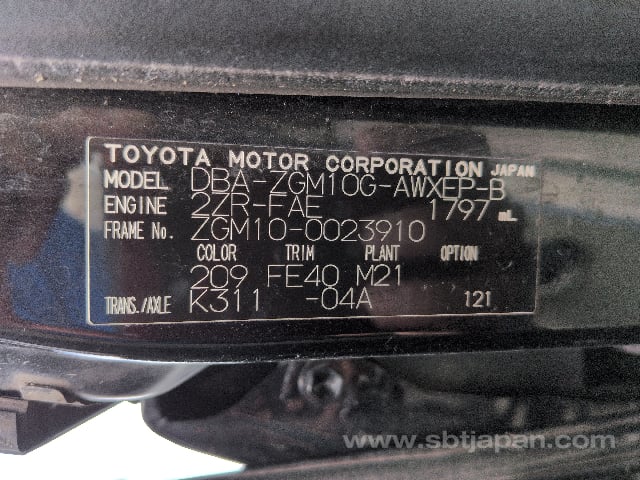 TOYOTA MOTOR CORPORATION JAPAN
MODEL DBA-ZGM10G-AWXEP-B
ENGINE 2ZR-FAE 1797 mL
FRAME No. ZGM10-0023910
COLOR TRIM PLANT OPTION
209 FE40 M21
TRANS./AXLE K311 -04A 121
www.sbtjapan.com